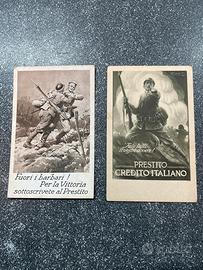 Fuori i barbari!
Per la Vittoria
sottoscrivete al Prestito
PRESTITO
CREDITO ITALIANO